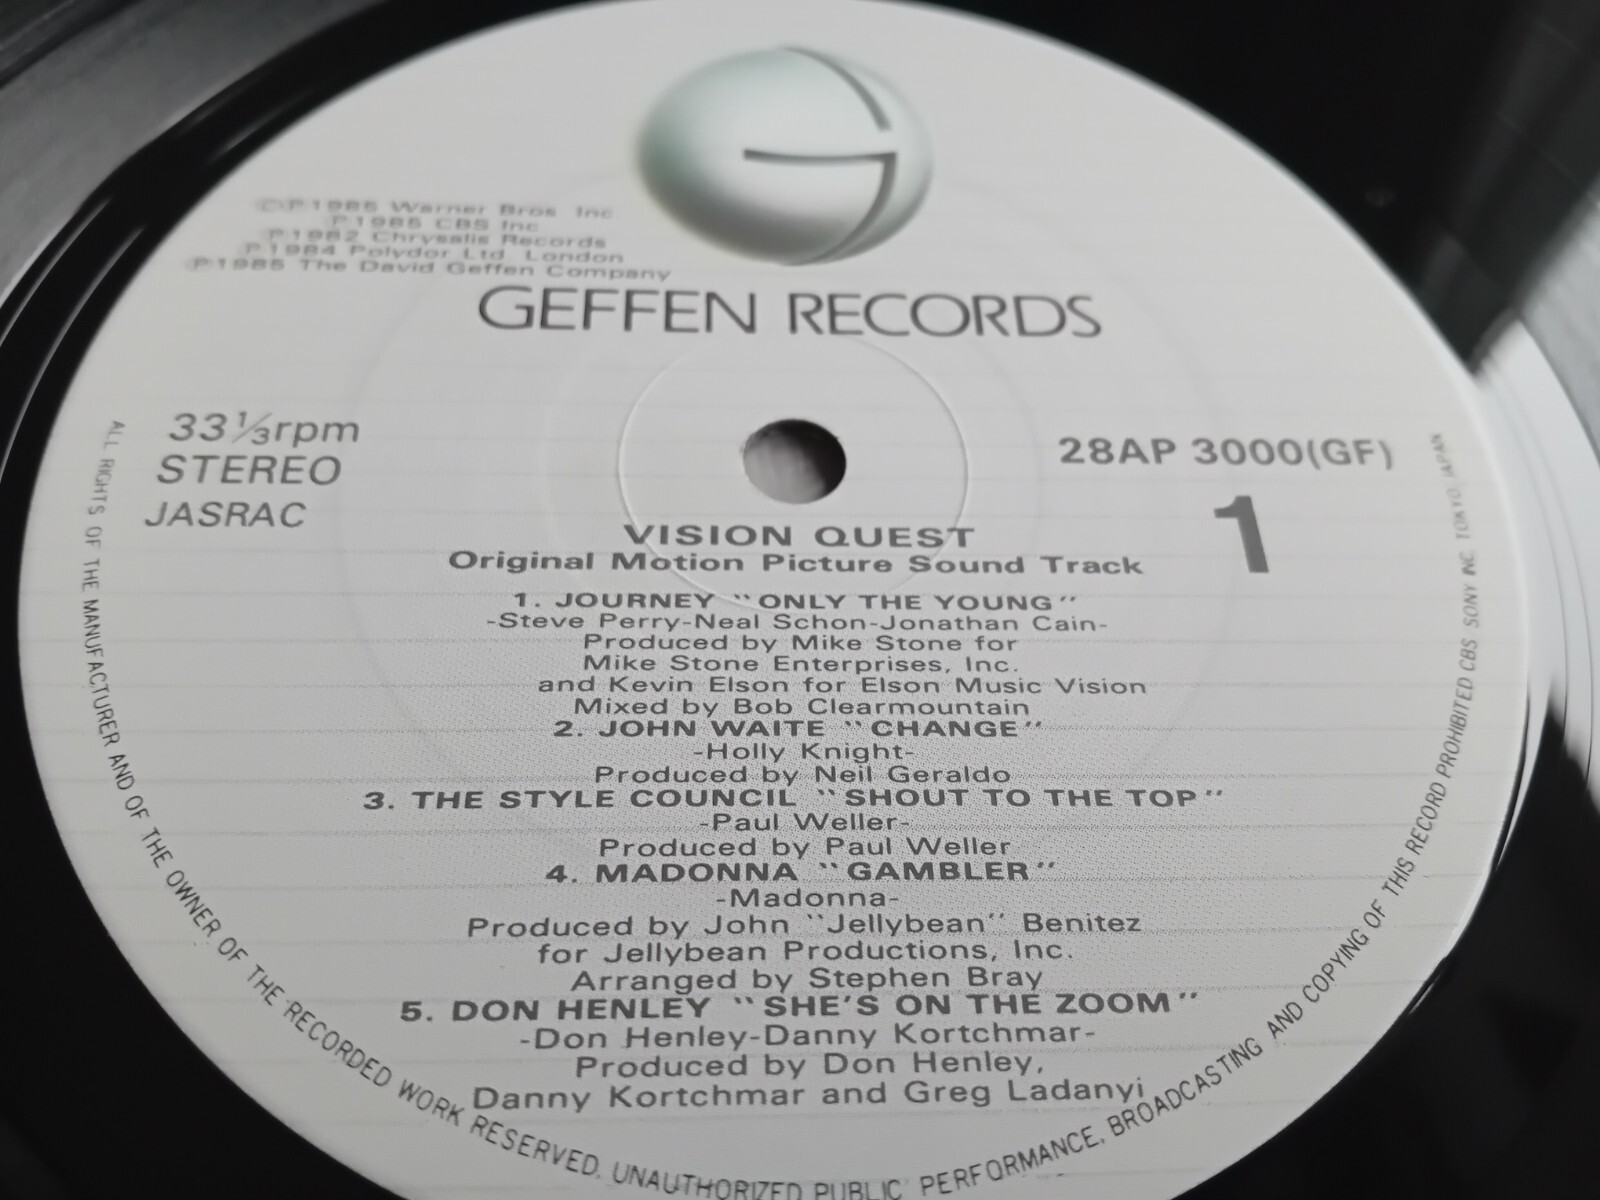 ©℗1985 Warner Bros Inc
℗1985 CBS Inc
℗1982 Chrysalis Records
℗1984 Polydor Ltd. London
℗1985 The David Geffen Company
GEFFEN RECORDS
33⅓rpm
STEREO
JASRAC
28AP 3000(GF)
1
VISION QUEST
Original Motion Picture Sound Track
1. JOURNEY "ONLY THE YOUNG"
-Steve Perry-Neal Schon-Jonathan Cain-
Produced by Mike Stone for
Mike Stone Enterprises, Inc.
and Kevin Elson for Elson Music Vision
Mixed by Bob Clearmountain
2. JOHN WAITE "CHANGE"
-Holly Knight-
Produced by Neil Geraldo
3. THE STYLE COUNCIL "SHOUT TO THE TOP"
-Paul Weller-
Produced by Paul Weller
4. MADONNA "GAMBLER"
-Madonna-
Produced by John "Jellybean" Benitez
for Jellybean Productions, Inc.
Arranged by Stephen Bray
5. DON HENLEY "SHE'S ON THE ZOOM"
-Don Henley-Danny Kortchmar-
Produced by Don Henley,
Danny Kortchmar and Greg Ladanyi
ALL RIGHTS OF THE MANUFACTURER AND OF THE OWNER OF THE RECORDED WORK RESERVED. UNAUTHORIZED PUBLIC PERFORMANCE, BROADCASTING AND COPYING OF THIS RECORD PROHIBITED CBS SONY INC. TOKYO JAPAN